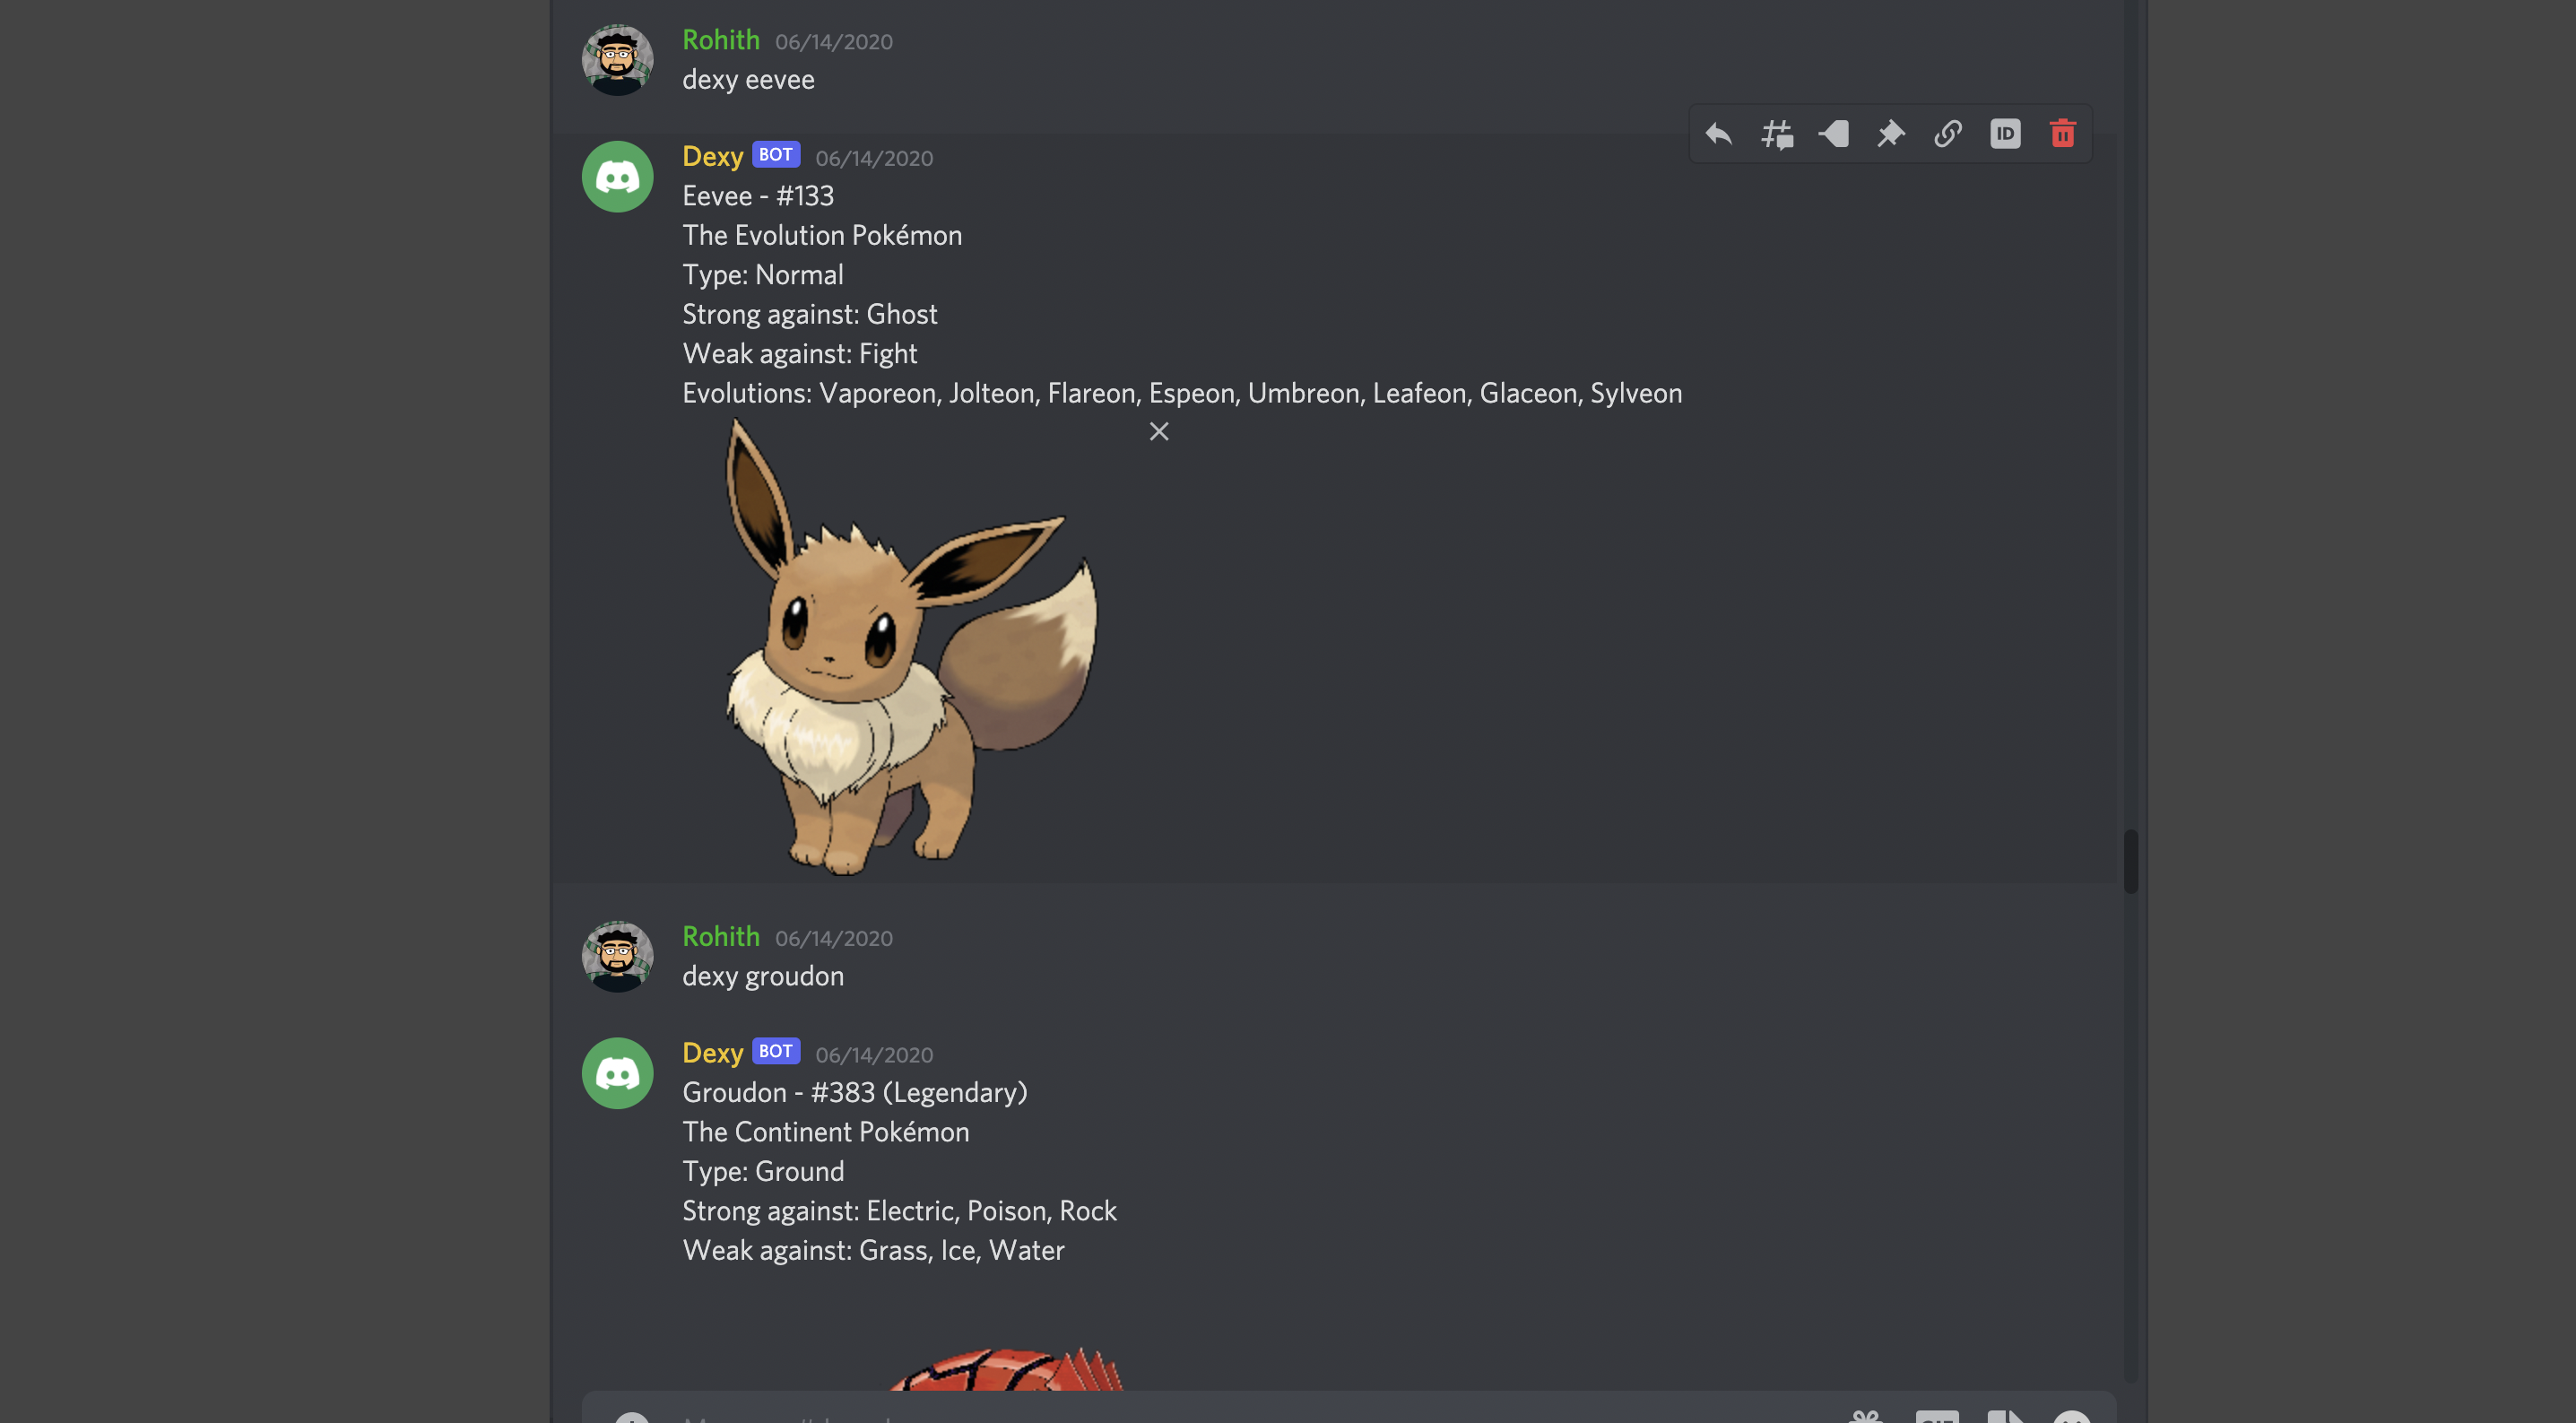 Rohith 06/14/2020
dexy eevee
ID
Dexy BOT 06/14/2020
Eevee - #133
The Evolution Pokémon
Type: Normal
Strong against: Ghost
Weak against: Fight
Evolutions: Vaporeon, Jolteon, Flareon, Espeon, Umbreon, Leafeon, Glaceon, Sylveon
Rohith 06/14/2020
dexy groudon
Dexy BOT 06/14/2020
Groudon - #383 (Legendary)
The Continent Pokémon
Type: Ground
Strong against: Electric, Poison, Rock
Weak against: Grass, Ice, Water